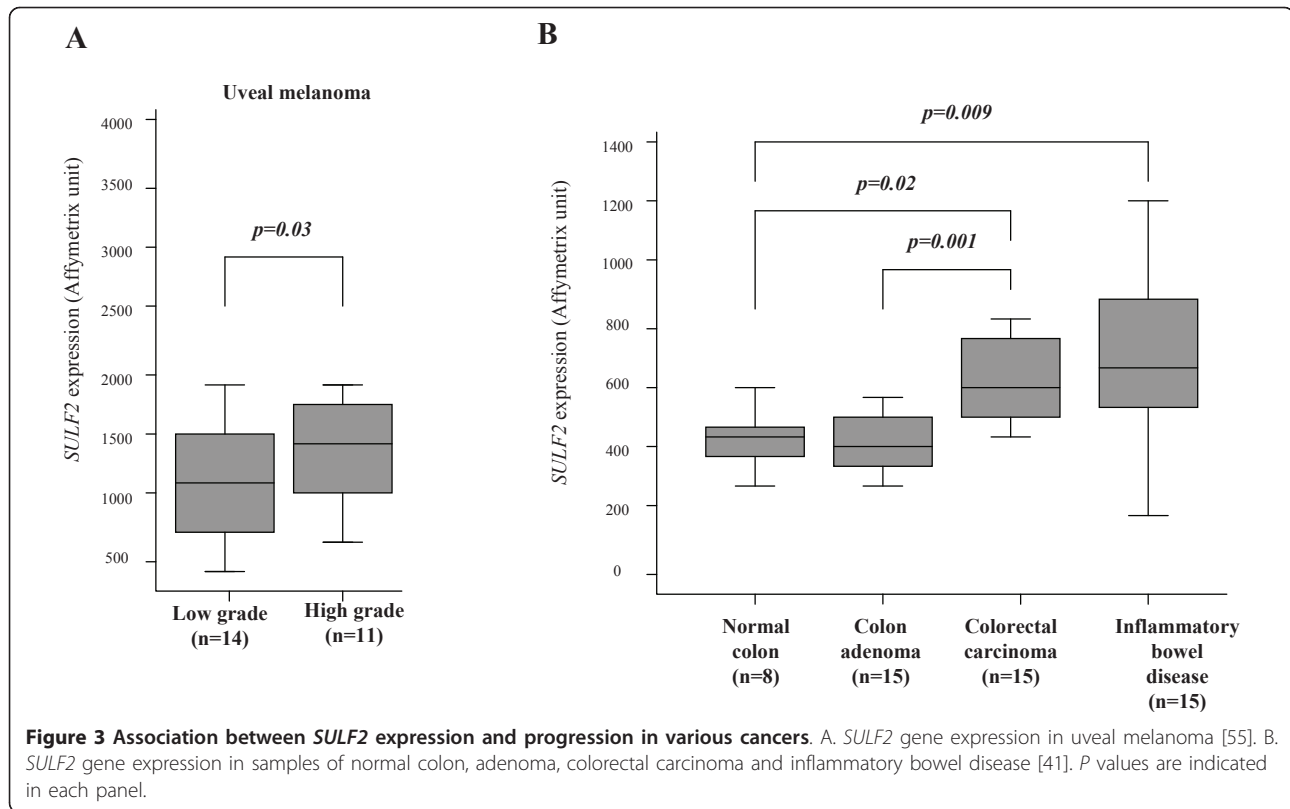 A
Uveal melanoma
SULF2 expression (Affymetrix unit)
4000
3500
3000
2500
2000
1500
1000
500
p=0.03
Low grade
(n=14)
High grade
(n=11)
B
SULF2 expression (Affymetrix unit)
1400
1200
1000
800
600
400
200
0
p=0.009
p=0.02
p=0.001
Normal
colon
(n=8)
Colon
adenoma
(n=15)
Colorectal
carcinoma
(n=15)
Inflammatory
bowel
disease
(n=15)
Figure 3 Association between SULF2 expression and progression in various cancers. A. SULF2 gene expression in uveal melanoma [55]. B.
SULF2 gene expression in samples of normal colon, adenoma, colorectal carcinoma and inflammatory bowel disease [41]. P values are indicated
in each panel.